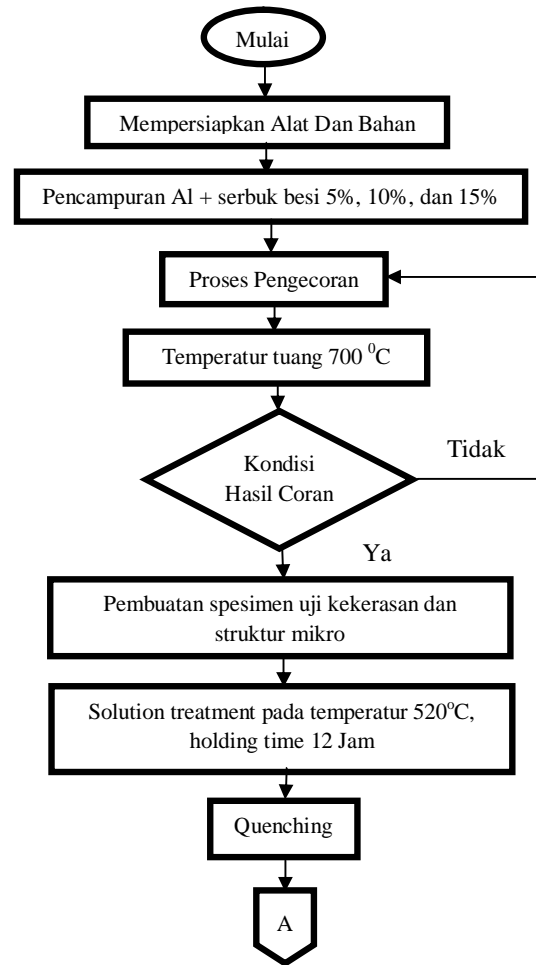 Mulai
Mempersiapkan Alat Dan Bahan
Pencampuran Al + serbuk besi 5%, 10%, dan 15%
Proses Pengecoran
Temperatur tuang 700 ⁰C
Kondisi
Hasil Coran
Tidak
Ya
Pembuatan spesimen uji kekerasan dan
struktur mikro
Solution treatment pada temperatur 520°C,
holding time 12 Jam
Quenching
A